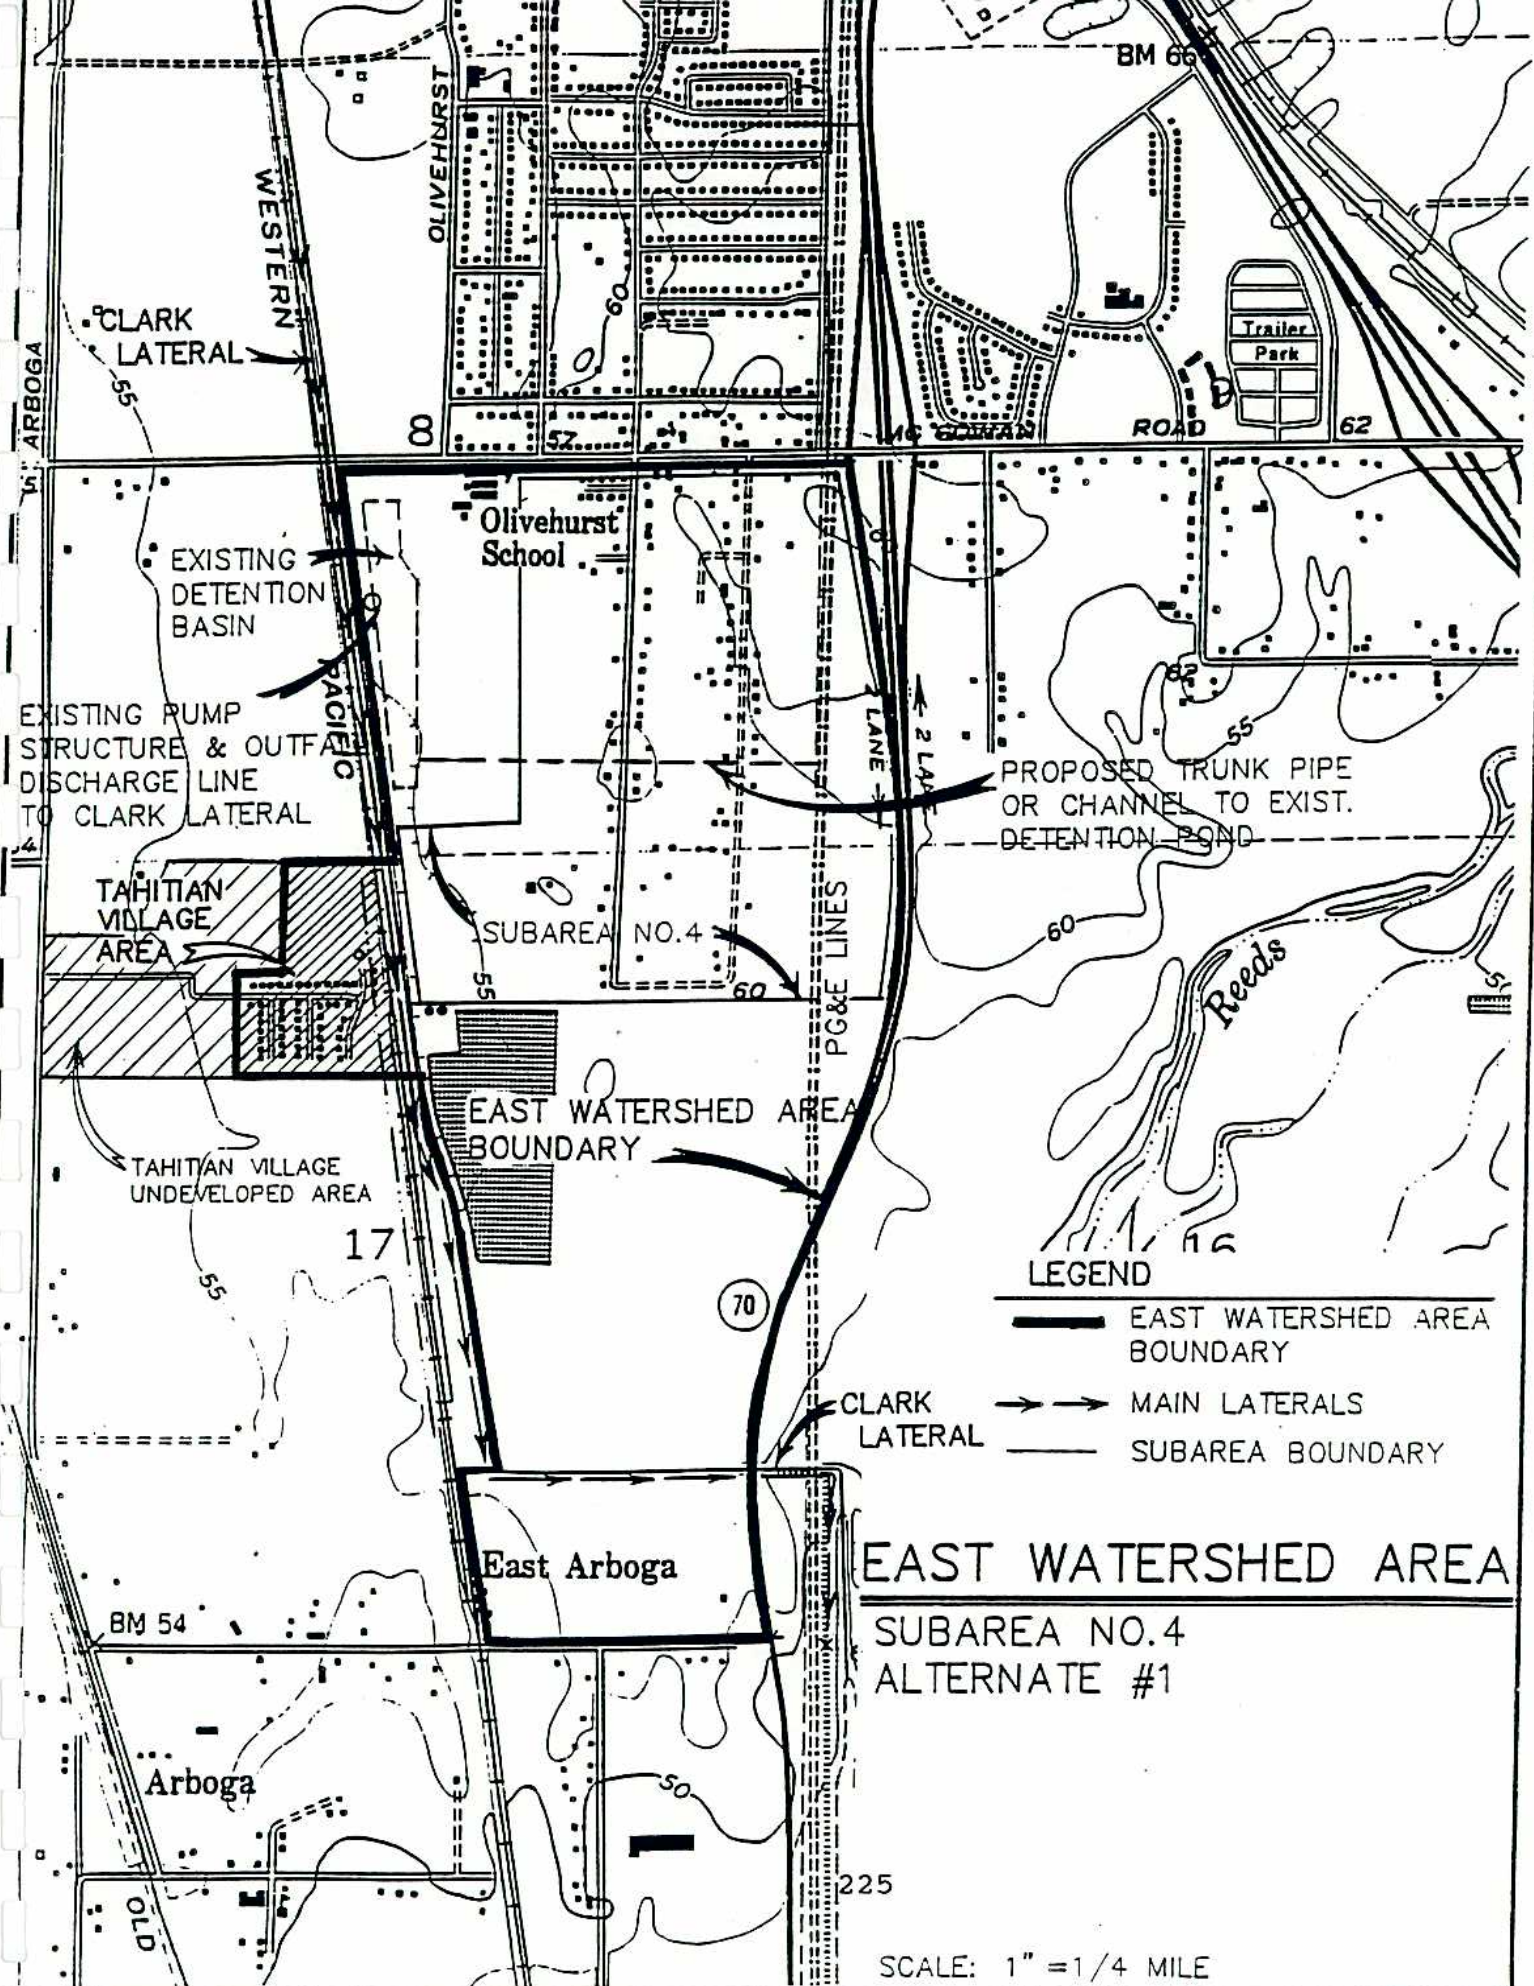 BM 66
OLIVEHURST
WESTERN
CLARK
LATERAL
ARBOGA
55
60
00
57
Trailer
Park
MC GOWAN ROAD
62
Olivehurst
School
EXISTING
DETENTION
BASIN
PACIFIC
EXISTING PUMP
STRUCTURE & OUTFALL
DISCHARGE LINE
TO CLARK LATERAL
2 LANE
2 LANE
62
55
PROPOSED TRUNK PIPE
OR CHANNEL TO EXIST.
DETENTION POND
TAHITIAN
VILLAGE
AREA
SUBAREA NO.4
55
60
PG&E LINES
60
Reeds
EAST WATERSHED AREA
BOUNDARY
TAHITIAN VILLAGE
UNDEVELOPED AREA
17
55
16
70
LEGEND
EAST WATERSHED AREA
BOUNDARY
MAIN LATERALS
SUBAREA BOUNDARY
CLARK
LATERAL
East Arboga
EAST WATERSHED AREA
SUBAREA NO.4
ALTERNATE #1
BM 54
Arboga
50
OLD
225
SCALE: 1" =1/4 MILE